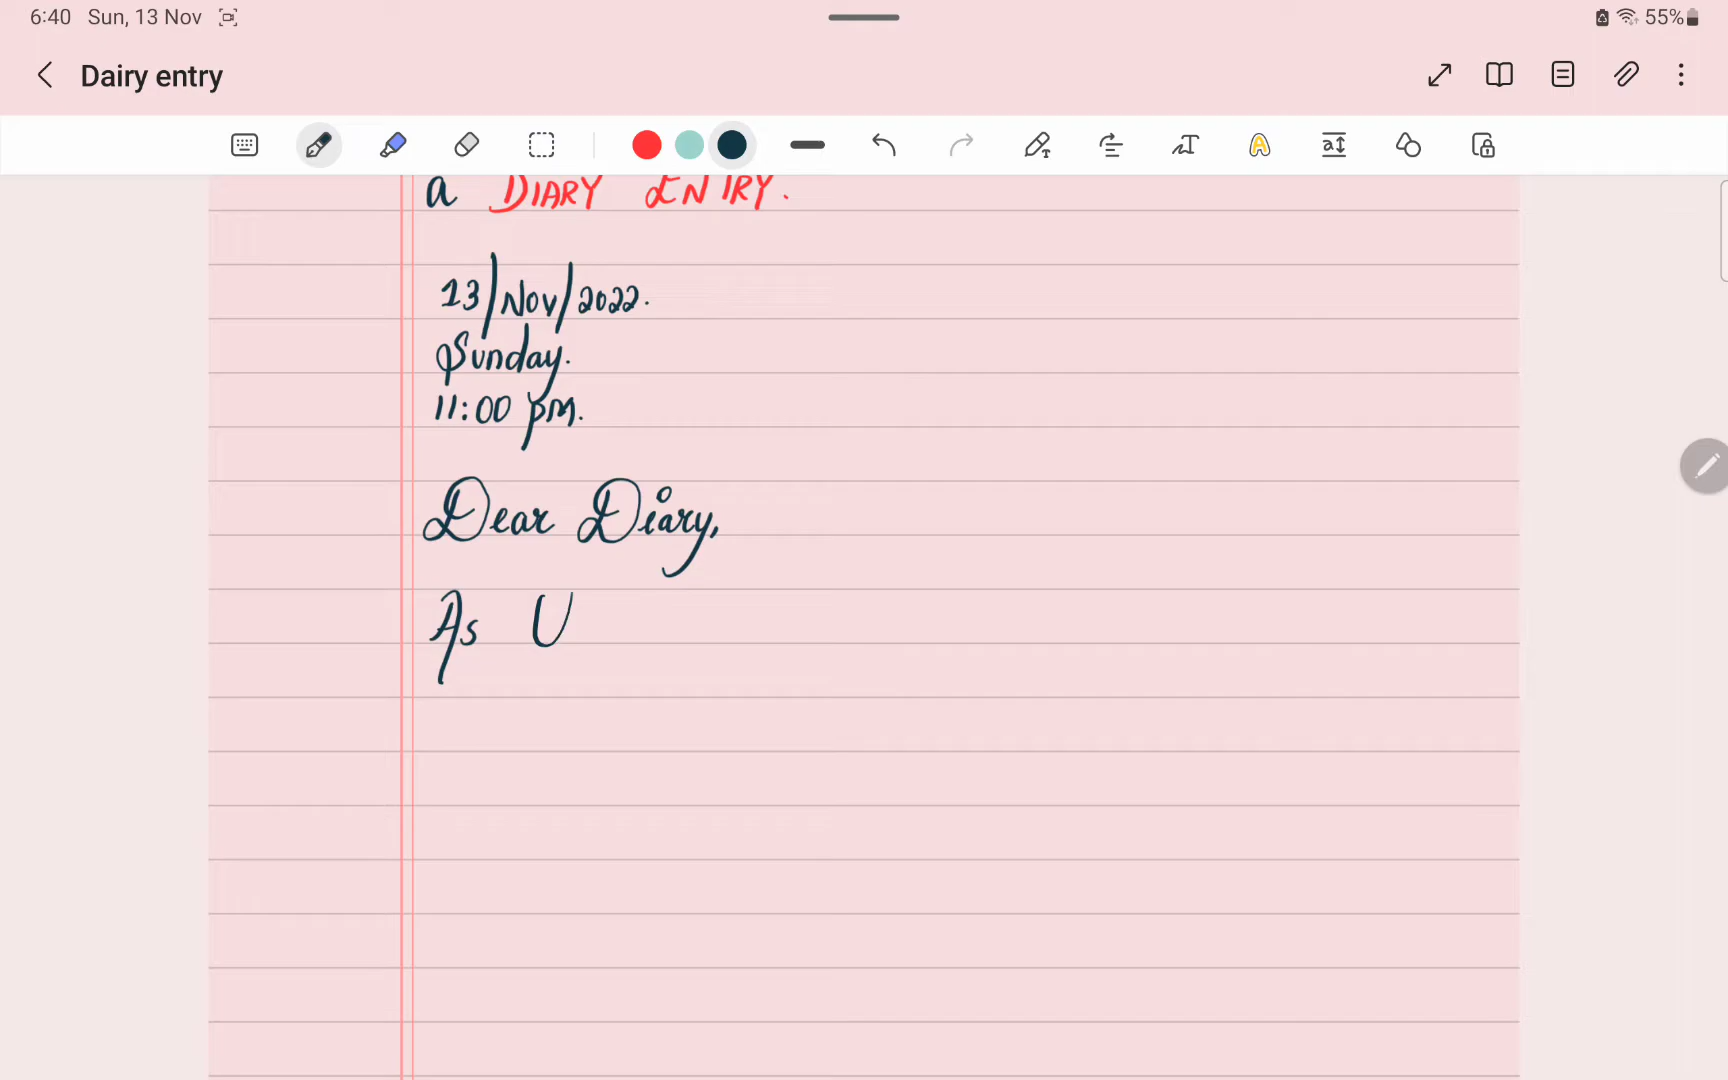 6:40 Sun, 13 Nov 55%
Dairy entry
a DIARY ENTRY.
13/Nov/2022.
Sunday.
11:00 pm.
Dear Diary,
As U